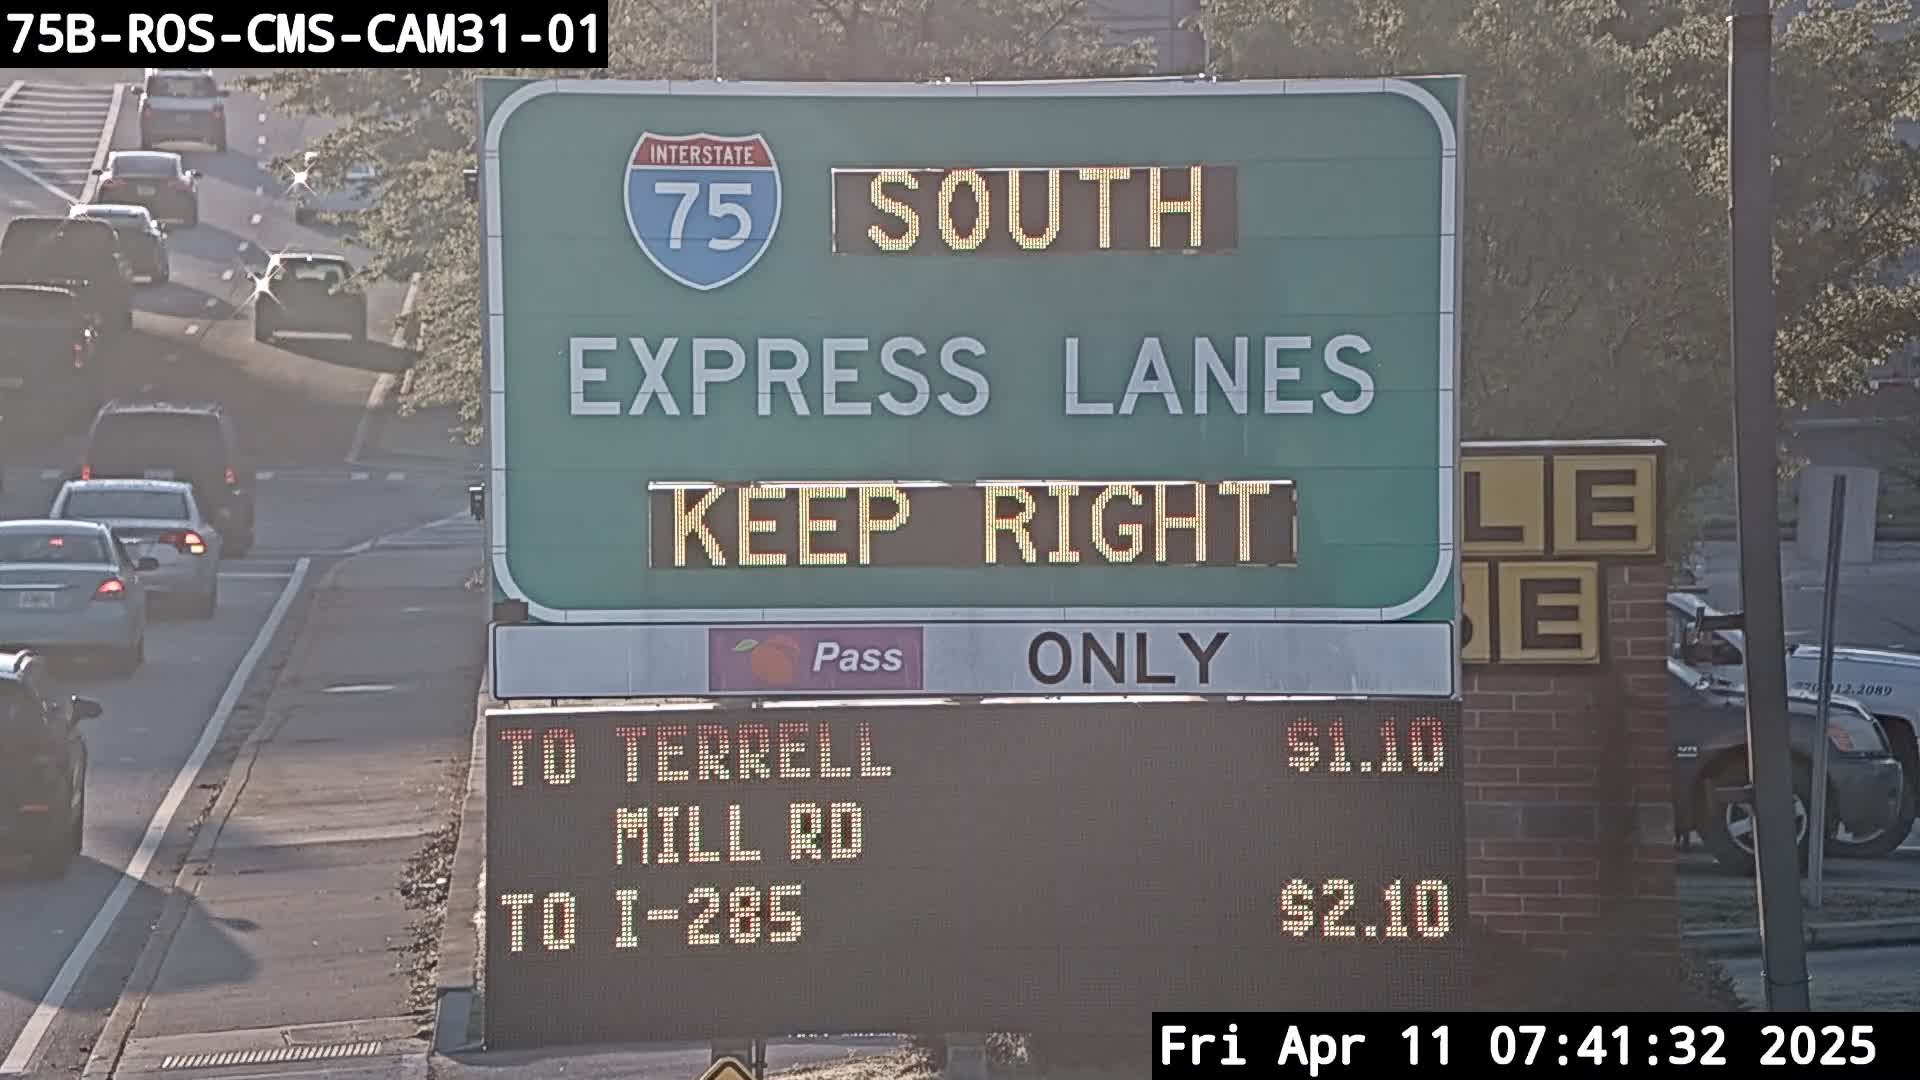 75B-ROS-CMS-CAM31-01
INTERSTATE
75
SOUTH
EXPRESS LANES
KEEP RIGHT
Pass ONLY
TO TERRELL $1.10
MILL RD
TO I-285 $2.10
LE
E
Fri Apr 11 07:41:32 2025